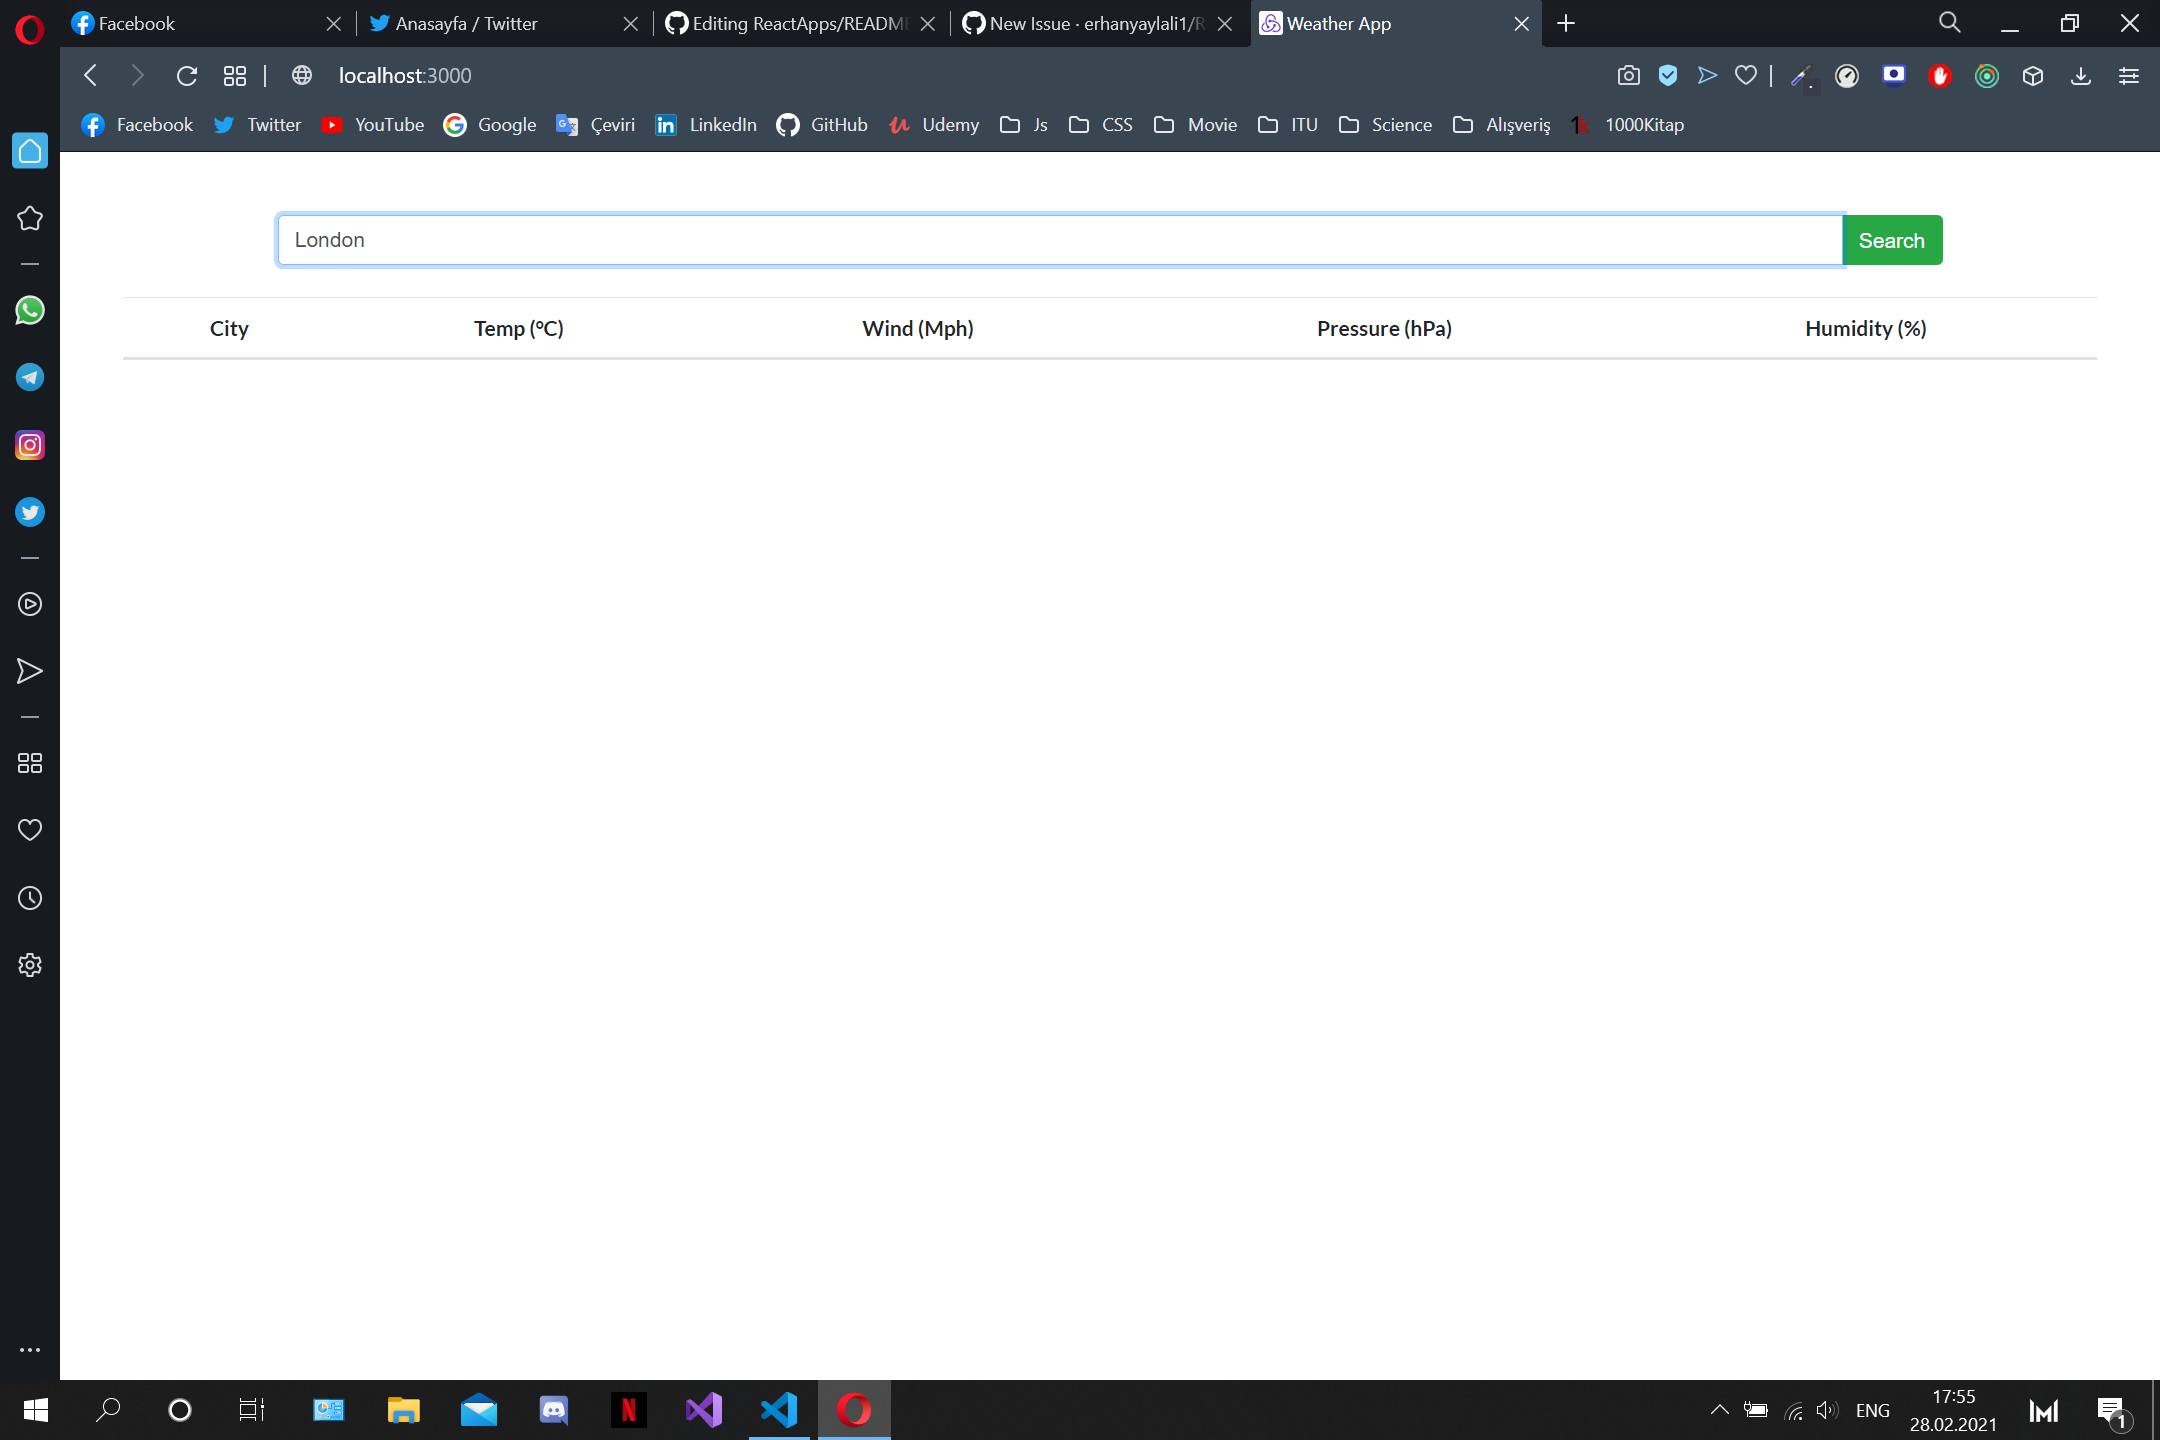 Facebook
Anasayfa / Twitter
Editing ReactApps/README
New Issue · erhanyaylali1/R
Weather App
localhost:3000
Facebook Twitter YouTube Google Çeviri LinkedIn GitHub Udemy Js CSS Movie ITU Science Alışveriş 1000Kitap
London
Search
City Temp (°C) Wind (Mph) Pressure (hPa) Humidity (%)
ENG
17:55
28.02.2021
1